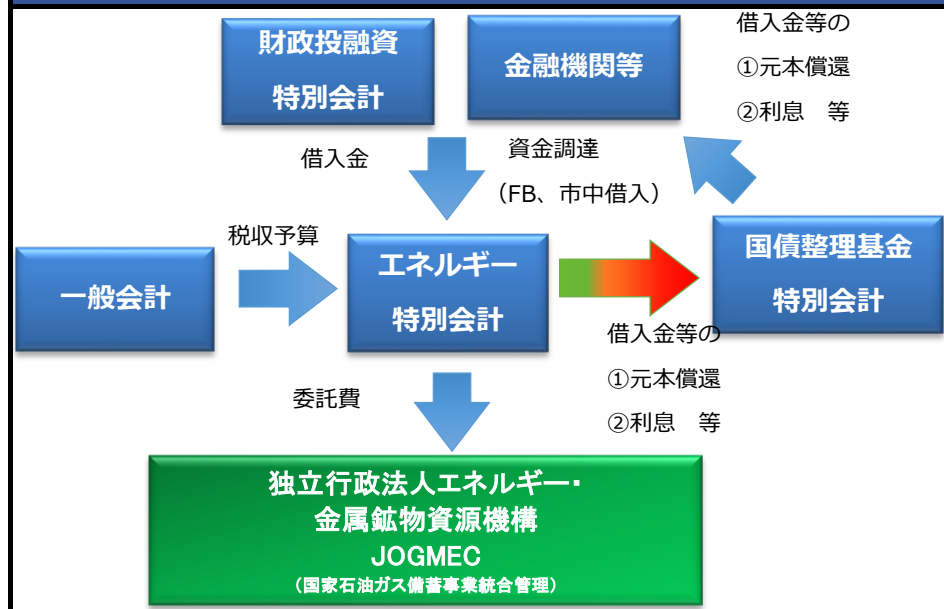 財政投融資
特別会計
金融機関等
借入金等の
①元本償還
②利息　等
借入金
資金調達
（FB、市中借入）
税収予算
一般会計
エネルギー
特別会計
国債整理基金
特別会計
借入金等の
①元本償還
②利息　等
委託費
独立行政法人エネルギー・
金属鉱物資源機構
JOGMEC
（国家石油ガス備蓄事業統合管理）